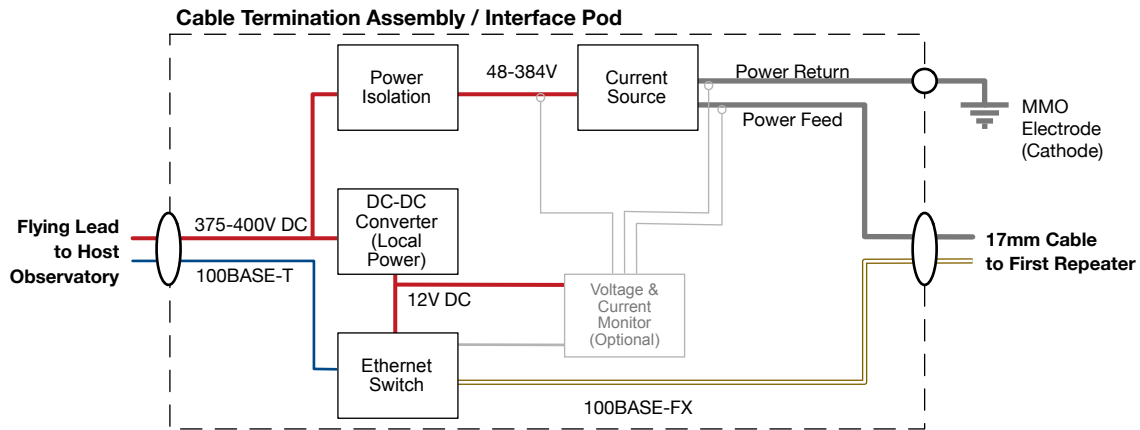 Cable Termination Assembly / Interface Pod
Power
Isolation
48-384V
Current
Source
Power Return
Power Feed
MMO
Electrode
(Cathode)
Flying Lead
to Host
Observatory
375-400V DC
100BASE-T
DC-DC
Converter
(Local
Power)
12V DC
Voltage &
Current
Monitor
(Optional)
17mm Cable
to First Repeater
Ethernet
Switch
100BASE-FX